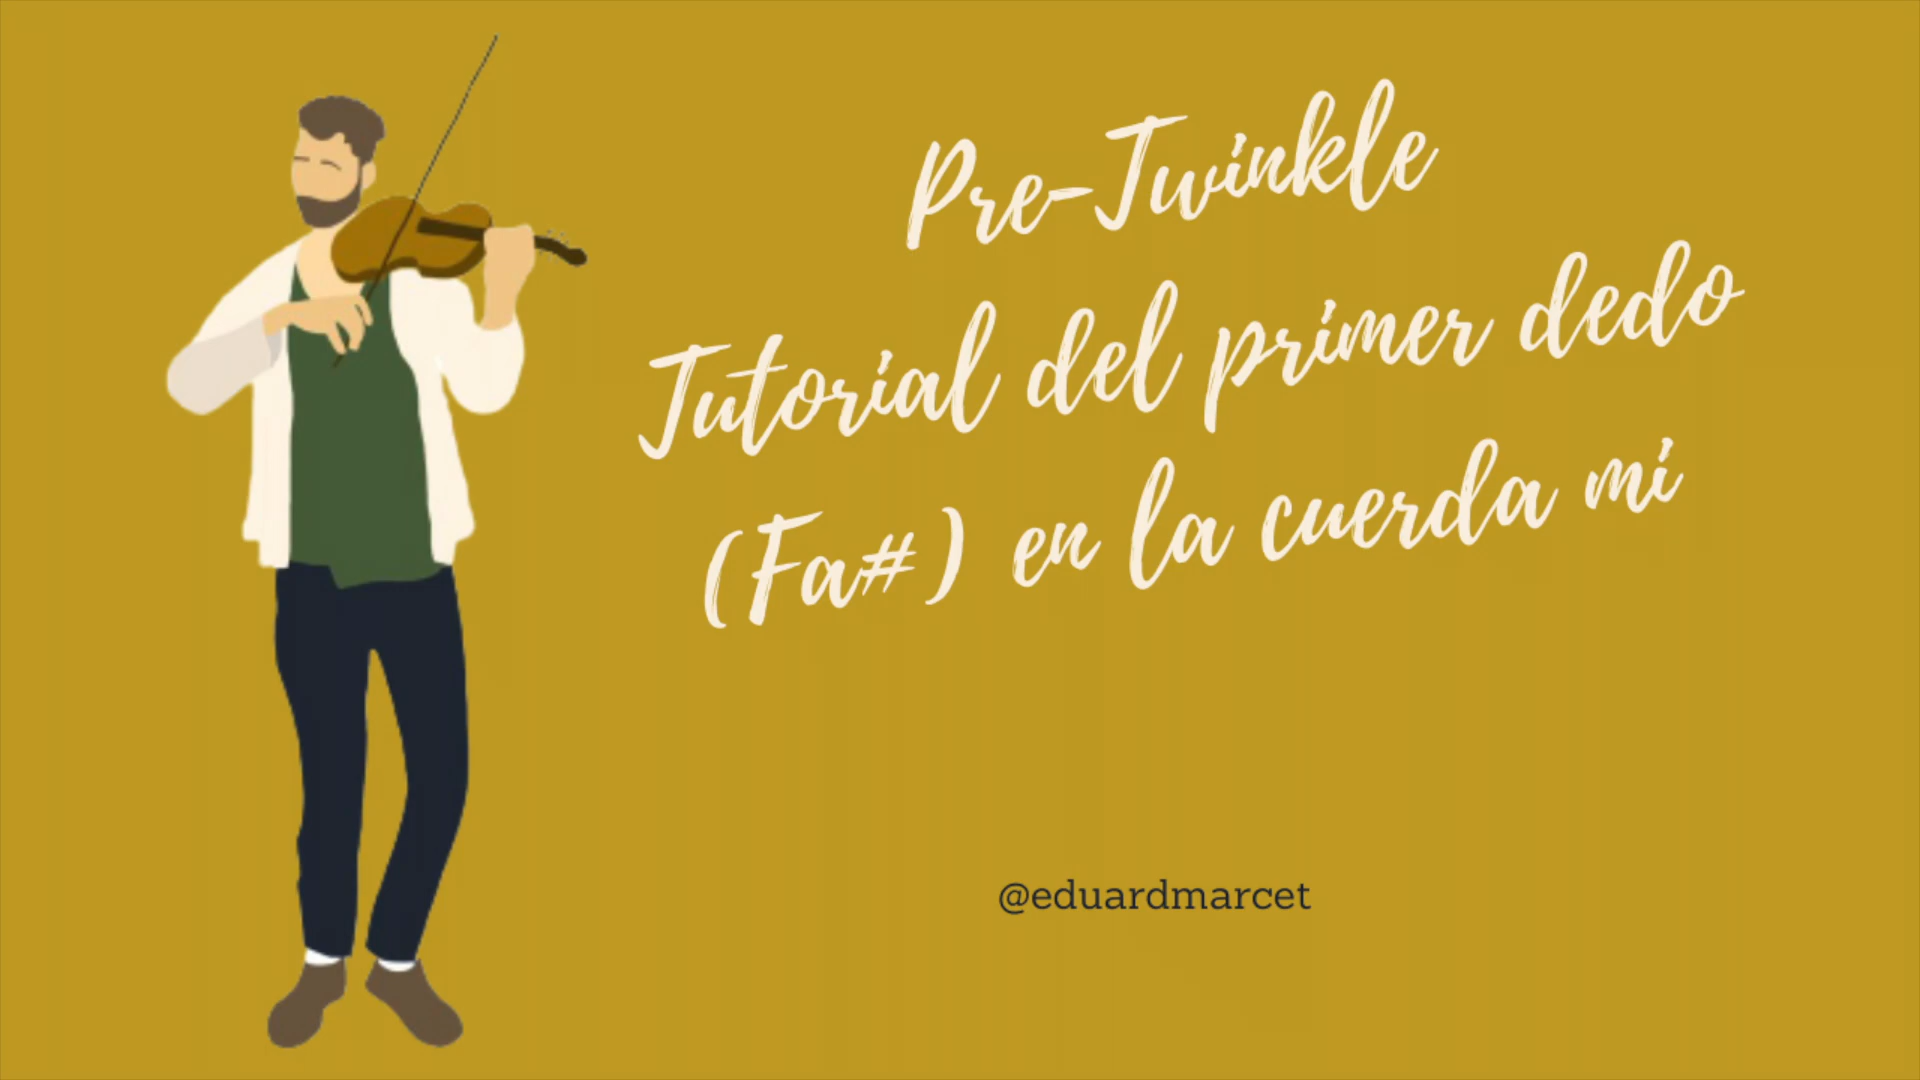 Pre-Twinkle
Tutorial del primer dedo
(Fa#) en la cuerda mi
@eduardmarcet